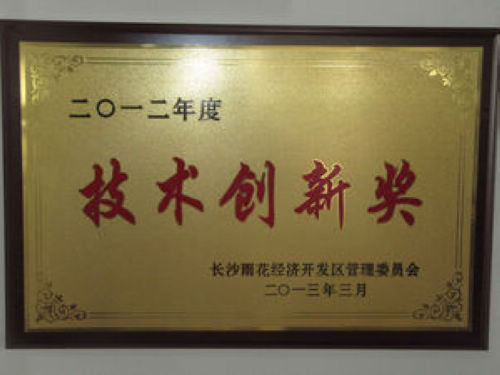 二〇一二年度
技术创新奖
长沙雨花经济开发区管理委员会
二〇一三年三月